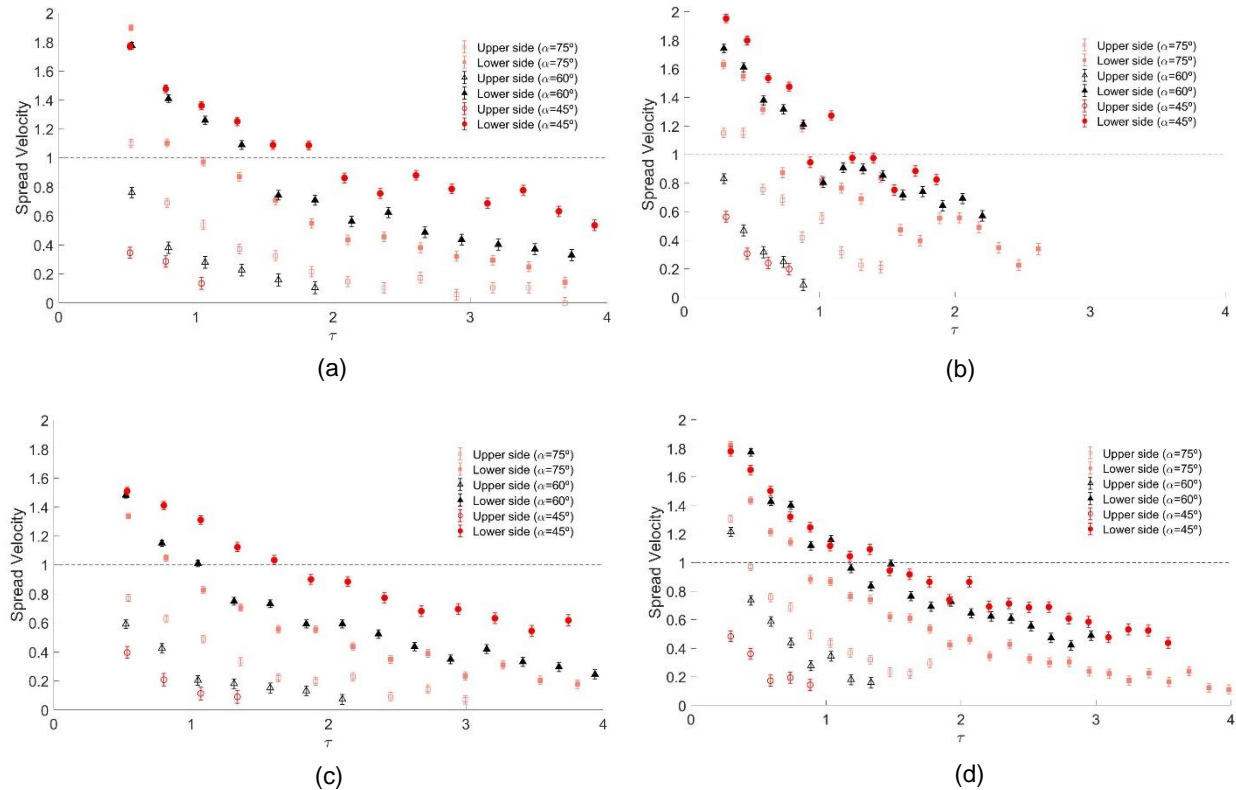 2
1.8
1.6
1.4
1.2
1
0.8
0.6
0.4
0.2
0
Spread Velocity
Upper side (α=75º)
Lower side (α=75º)
Upper side (α=60º)
Lower side (α=60º)
Upper side (α=45º)
Lower side (α=45º)
0 1 2 3 4
τ
(a)
2
1.8
1.6
1.4
1.2
1
0.8
0.6
0.4
0.2
0
Spread Velocity
Upper side (α=75º)
Lower side (α=75º)
Upper side (α=60º)
Lower side (α=60º)
Upper side (α=45º)
Lower side (α=45º)
0 1 2 3 4
τ
(b)
2
1.8
1.6
1.4
1.2
1
0.8
0.6
0.4
0.2
0
Spread Velocity
Upper side (α=75º)
Lower side (α=75º)
Upper side (α=60º)
Lower side (α=60º)
Upper side (α=45º)
Lower side (α=45º)
0 1 2 3 4
τ
(c)
2
1.8
1.6
1.4
1.2
1
0.8
0.6
0.4
0.2
0
Spread Velocity
Upper side (α=75º)
Lower side (α=75º)
Upper side (α=60º)
Lower side (α=60º)
Upper side (α=45º)
Lower side (α=45º)
0 1 2 3 4
τ
(d)